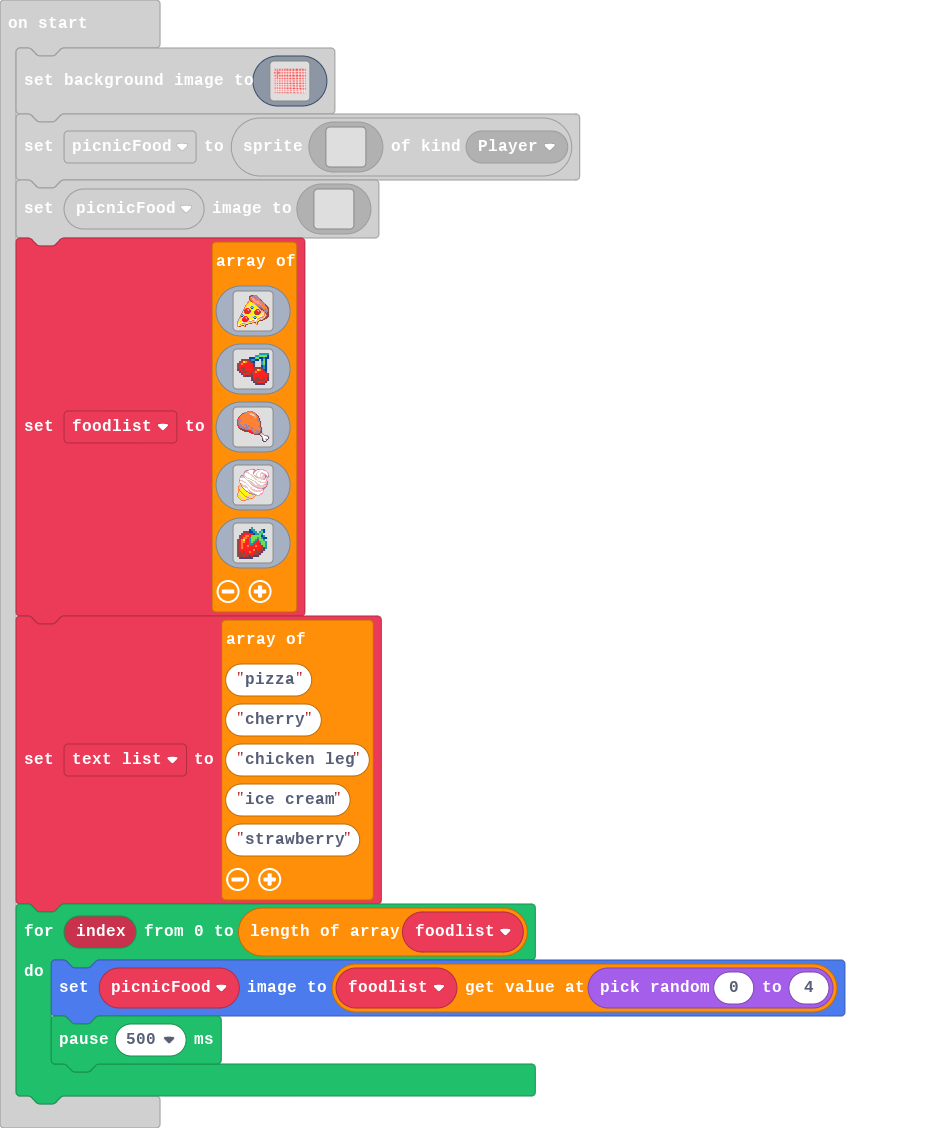 on start
set background image to
set picnicFood to sprite of kind Player
set picnicFood image to
array of
set foodlist to
array of
"pizza"
"cherry"
set text list to "chicken leg"
"ice cream"
"strawberry"
for index from 0 to length of array foodlist
do
set picnicFood image to foodlist get value at pick random 0 to 4
pause 500 ms